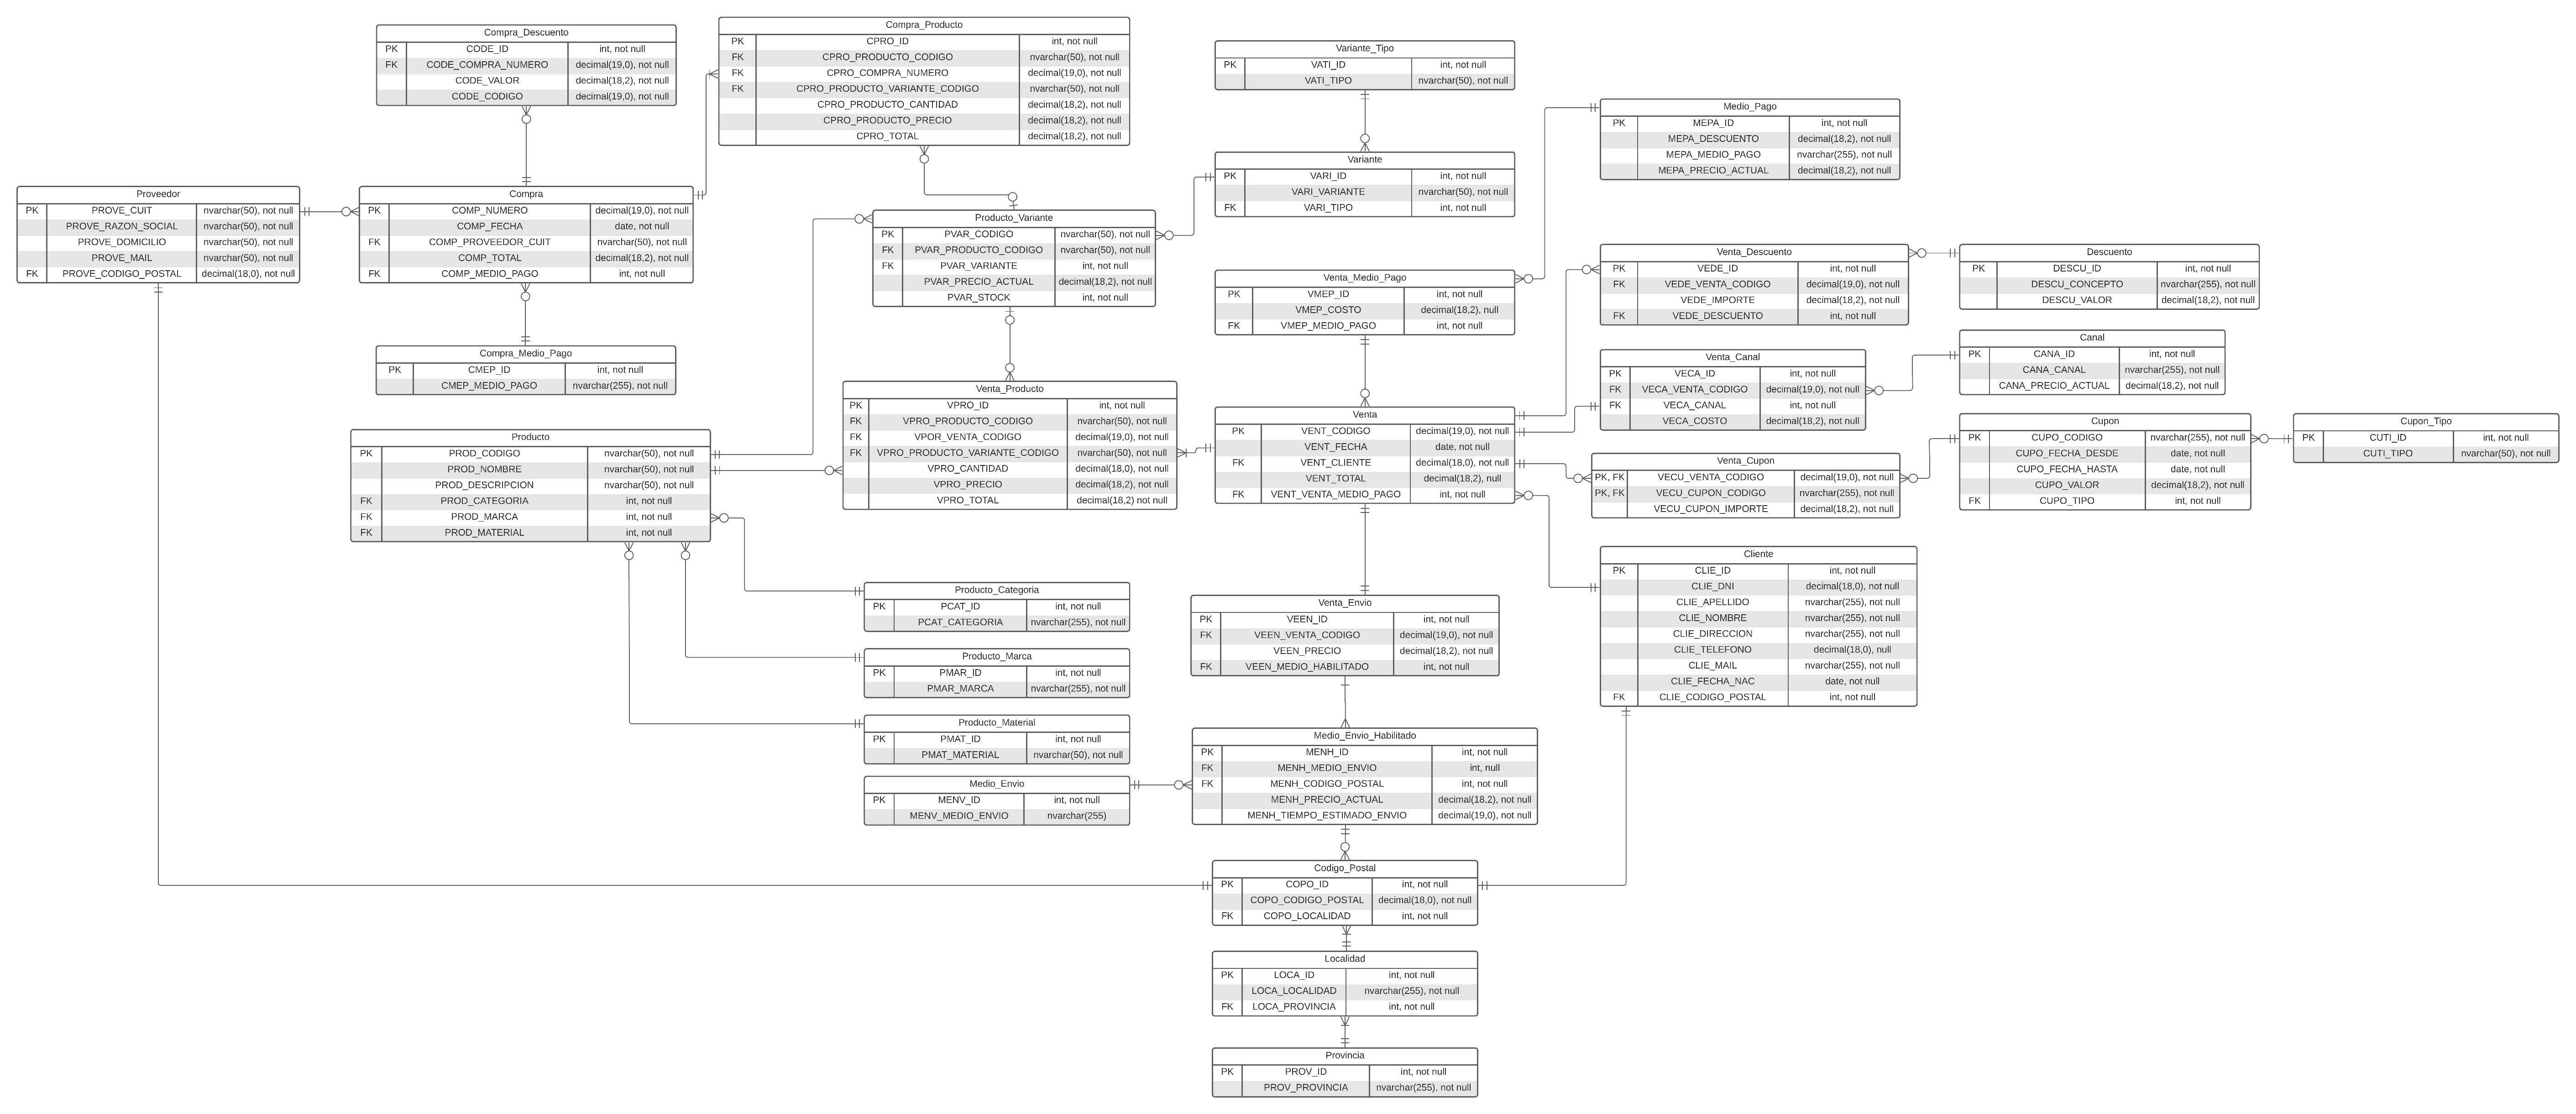 Compra_Descuento
PK CODE_ID int, not null
FK CODE_COMPRA_NUMERO decimal(19,0), not null
CODE_VALOR decimal(18,2), not null
CODE_CODIGO decimal(19,0), not null
Compra_Producto
PK CPRO_ID int, not null
FK CPRO_PRODUCTO_CODIGO nvarchar(50), not null
FK CPRO_COMPRA_NUMERO decimal(19,0), not null
FK CPRO_PRODUCTO_VARIANTE_CODIGO nvarchar(50), not null
CPRO_PRODUCTO_CANTIDAD decimal(18,2), not null
CPRO_PRODUCTO_PRECIO decimal(18,2), not null
CPRO_TOTAL decimal(18,2), not null
Variante_Tipo
PK VATI_ID int, not null
VATI_TIPO nvarchar(50), not null
Medio_Pago
PK MEPA_ID int, not null
MEPA_DESCUENTO decimal(18,2), not null
MEPA_MEDIO_PAGO nvarchar(255), not null
MEPA_PRECIO_ACTUAL decimal(18,2), not null
Variante
PK VARI_ID int, not null
VARI_VARIANTE nvarchar(50), not null
FK VARI_TIPO int, not null
Proveedor
PK PROVE_CUIT nvarchar(50), not null
PROVE_RAZON_SOCIAL nvarchar(50), not null
PROVE_DOMICILIO nvarchar(50), not null
PROVE_MAIL nvarchar(50), not null
FK PROVE_CODIGO_POSTAL decimal(18,0), not null
Compra
PK COMP_NUMERO decimal(19,0), not null
COMP_FECHA date, not null
FK COMP_PROVEEDOR_CUIT nvarchar(50), not null
COMP_TOTAL decimal(18,2), not null
FK COMP_MEDIO_PAGO int, not null
Producto_Variante
PK PVAR_CODIGO nvarchar(50), not null
FK PVAR_PRODUCTO_CODIGO nvarchar(50), not null
FK PVAR_VARIANTE int, not null
PVAR_PRECIO_ACTUAL decimal(18,2), not null
PVAR_STOCK int, not null
Venta_Medio_Pago
PK VMEP_ID int, not null
VMEP_COSTO decimal(18,2), null
FK VMEP_MEDIO_PAGO int, not null
Venta_Descuento
PK VEDE_ID int, not null
FK VEDE_VENTA_CODIGO decimal(19,0), not null
VEDE_IMPORTE decimal(18,2), not null
FK VEDE_DESCUENTO int, not null
Descuento
PK DESCU_ID int, not null
DESCU_CONCEPTO nvarchar(255), not null
DESCU_VALOR decimal(18,2), not null
Compra_Medio_Pago
PK CMEP_ID int, not null
CMEP_MEDIO_PAGO nvarchar(255), not null
Venta_Canal
PK VECA_ID int, not null
FK VECA_VENTA_CODIGO decimal(19,0), not null
FK VECA_CANAL int, not null
VECA_COSTO decimal(18,2), not null
Canal
PK CANA_ID int, not null
CANA_CANAL nvarchar(255), not null
CANA_PRECIO_ACTUAL decimal(18,2), not null
Venta_Producto
PK VPRO_ID int, not null
FK VPRO_PRODUCTO_CODIGO nvarchar(50), not null
FK VPOR_VENTA_CODIGO decimal(19,0), not null
FK VPRO_PRODUCTO_VARIANTE_CODIGO nvarchar(50), not null
VPRO_CANTIDAD decimal(18,0), not null
VPRO_PRECIO decimal(18,2), not null
VPRO_TOTAL decimal(18,2) not null
Venta
PK VENT_CODIGO decimal(19,0), not null
VENT_FECHA date, not null
FK VENT_CLIENTE decimal(18,0), not null
VENT_TOTAL decimal(18,2), null
FK VENT_VENTA_MEDIO_PAGO int, not null
Cupon
PK CUPO_CODIGO nvarchar(255), not null
CUPO_FECHA_DESDE date, not null
CUPO_FECHA_HASTA date, not null
CUPO_VALOR decimal(18,2), not null
FK CUPO_TIPO int, not null
Cupon_Tipo
PK CUTI_ID int, not null
CUTI_TIPO nvarchar(50), not null
Producto
PK PROD_CODIGO nvarchar(50), not null
PROD_NOMBRE nvarchar(50), not null
PROD_DESCRIPCION nvarchar(50), not null
FK PROD_CATEGORIA int, not null
FK PROD_MARCA int, not null
FK PROD_MATERIAL int, not null
Venta_Cupon
PK, FK VECU_VENTA_CODIGO decimal(19,0), not null
PK, FK VECU_CUPON_CODIGO nvarchar(255), not null
VECU_CUPON_IMPORTE decimal(18,2), not null
Cliente
PK CLIE_ID int, not null
CLIE_DNI decimal(18,0), not null
CLIE_APELLIDO nvarchar(255), not null
CLIE_NOMBRE nvarchar(255), not null
CLIE_DIRECCION nvarchar(255), not null
CLIE_TELEFONO decimal(18,0), null
CLIE_MAIL nvarchar(255), not null
CLIE_FECHA_NAC date, not null
FK CLIE_CODIGO_POSTAL int, not null
Producto_Categoria
PK PCAT_ID int, not null
PCAT_CATEGORIA nvarchar(255), not null
Venta_Envio
PK VEEN_ID int, not null
FK VEEN_VENTA_CODIGO decimal(19,0), not null
VEEN_PRECIO decimal(18,2), not null
FK VEEN_MEDIO_HABILITADO int, not null
Producto_Marca
PK PMAR_ID int, not null
PMAR_MARCA nvarchar(255), not null
Producto_Material
PK PMAT_ID int, not null
PMAT_MATERIAL nvarchar(50), not null
Medio_Envio_Habilitado
PK MENH_ID int, not null
FK MENH_MEDIO_ENVIO int, null
FK MENH_CODIGO_POSTAL int, not null
MENH_PRECIO_ACTUAL decimal(18,2), not null
MENH_TIEMPO_ESTIMADO_ENVIO decimal(19,0), not null
Medio_Envio
PK MENV_ID int, not null
MENV_MEDIO_ENVIO nvarchar(255)
Codigo_Postal
PK COPO_ID int, not null
COPO_CODIGO_POSTAL decimal(18,0), not null
FK COPO_LOCALIDAD int, not null
Localidad
PK LOCA_ID int, not null
LOCA_LOCALIDAD nvarchar(255), not null
FK LOCA_PROVINCIA int, not null
Provincia
PK PROV_ID int, not null
PROV_PROVINCIA nvarchar(255), not null